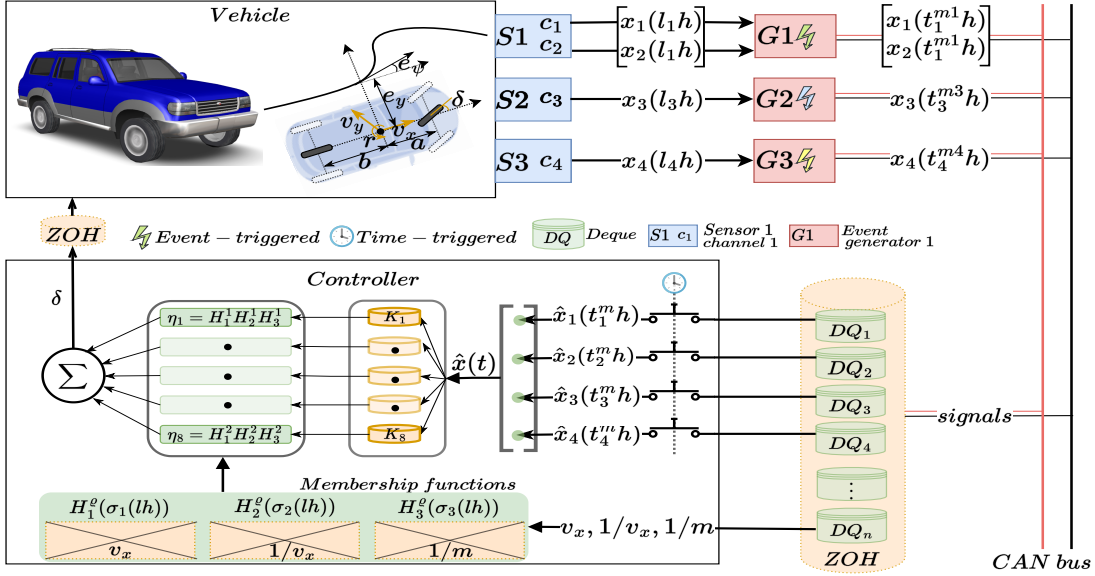 Vehicle
e_ψ
e_y
δ
v_y
v_x
r
a
b
S1 c_1
c_2
x_1(l_1h)
x_2(l_1h)
G1
x_1(t_1^{m1}h)
x_2(t_1^{m1}h)
S2 c_3
x_3(l_3h)
G2
x_3(t_3^{m3}h)
S3 c_4
x_4(l_4h)
G3
x_4(t_4^{m4}h)
ZOH
Event-triggered
Time-triggered
DQ
Deque
S1 c_1
Sensor 1
channel 1
G1
Event
generator 1
δ
Controller
Σ
η_1 = H_1^1H_2^1H_3^1
η_8 = H_1^2H_2^2H_3^2
K_1
K_8
x̂(t)
x̂_1(t_1^mh)
x̂_2(t_2^mh)
x̂_3(t_3^mh)
x̂_4(t_4^mh)
DQ_1
DQ_2
DQ_3
DQ_4
⋮
DQ_n
ZOH
signals
CAN bus
Membership functions
H_1^ϱ(σ_1(lh))
H_2^ϱ(σ_2(lh))
H_3^ϱ(σ_3(lh))
v_x
1/v_x
1/m
v_x, 1/v_x, 1/m